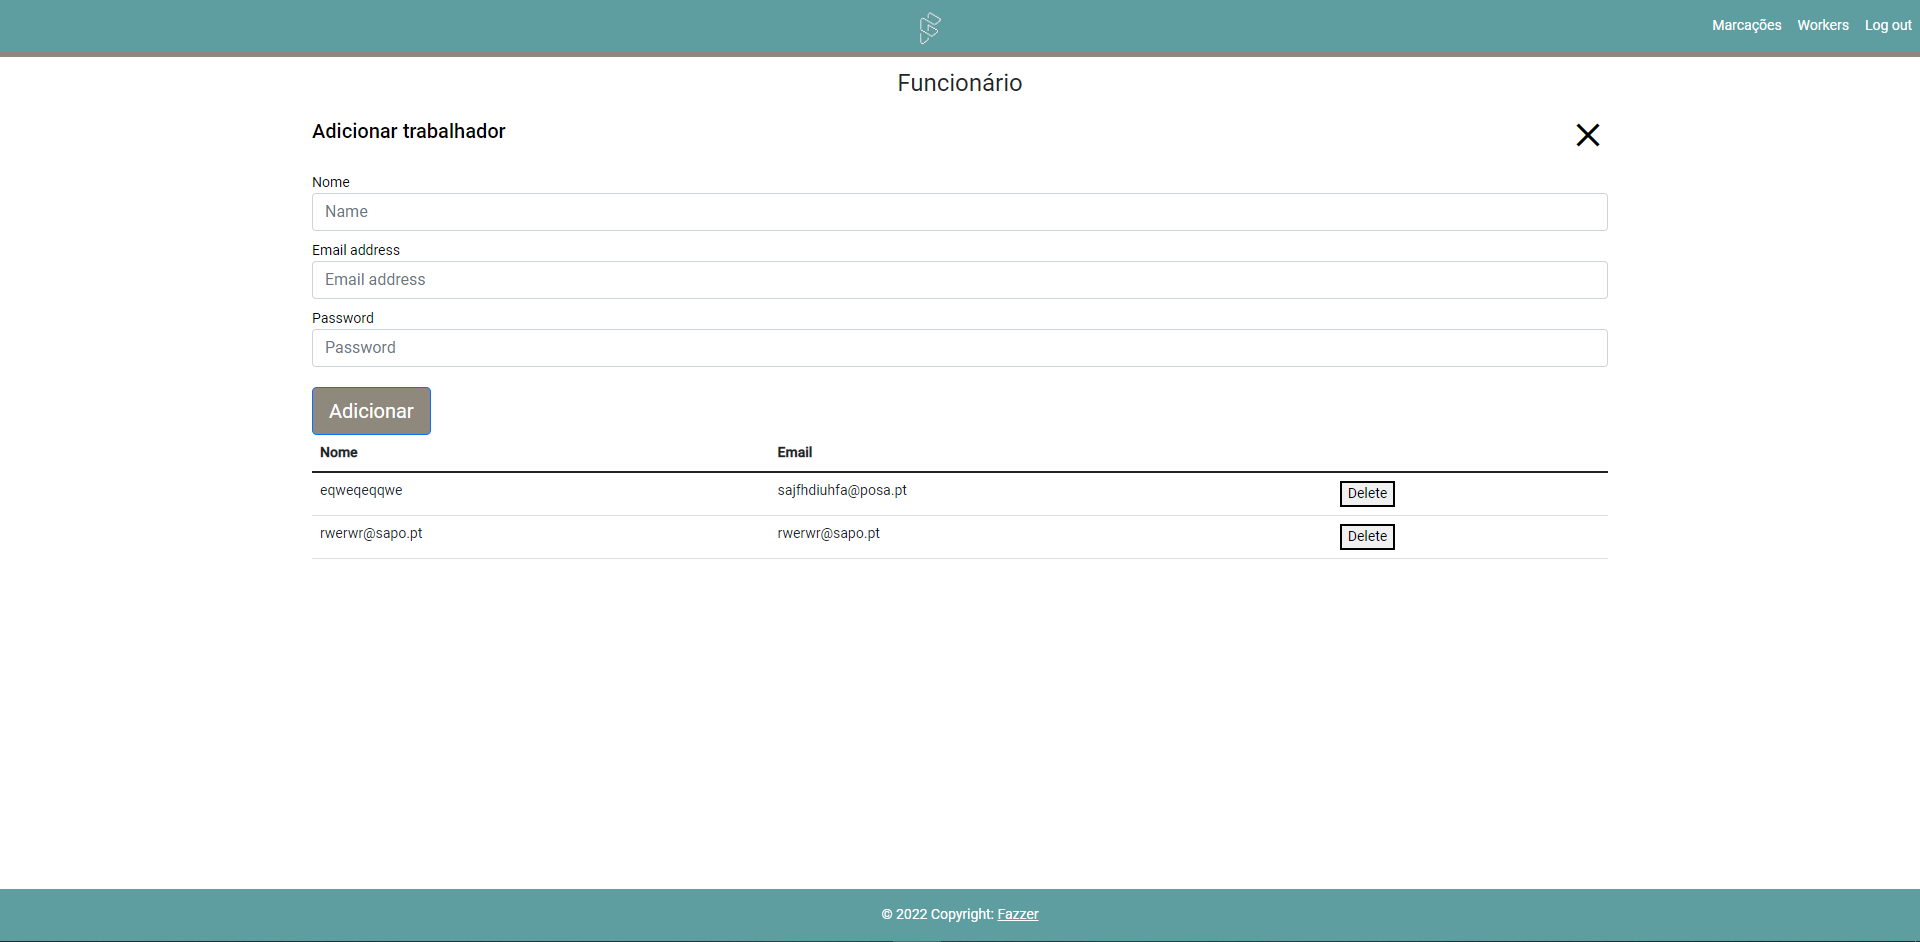 Marcações Workers Log out
Funcionário
Adicionar trabalhador
Nome
Name
Email address
Email address
Password
Password
Adicionar
Nome Email
eqweqeqqwe sajfhdiuhfa@posa.pt Delete
rwerwr@sapo.pt rwerwr@sapo.pt Delete
© 2022 Copyright: Fazzer